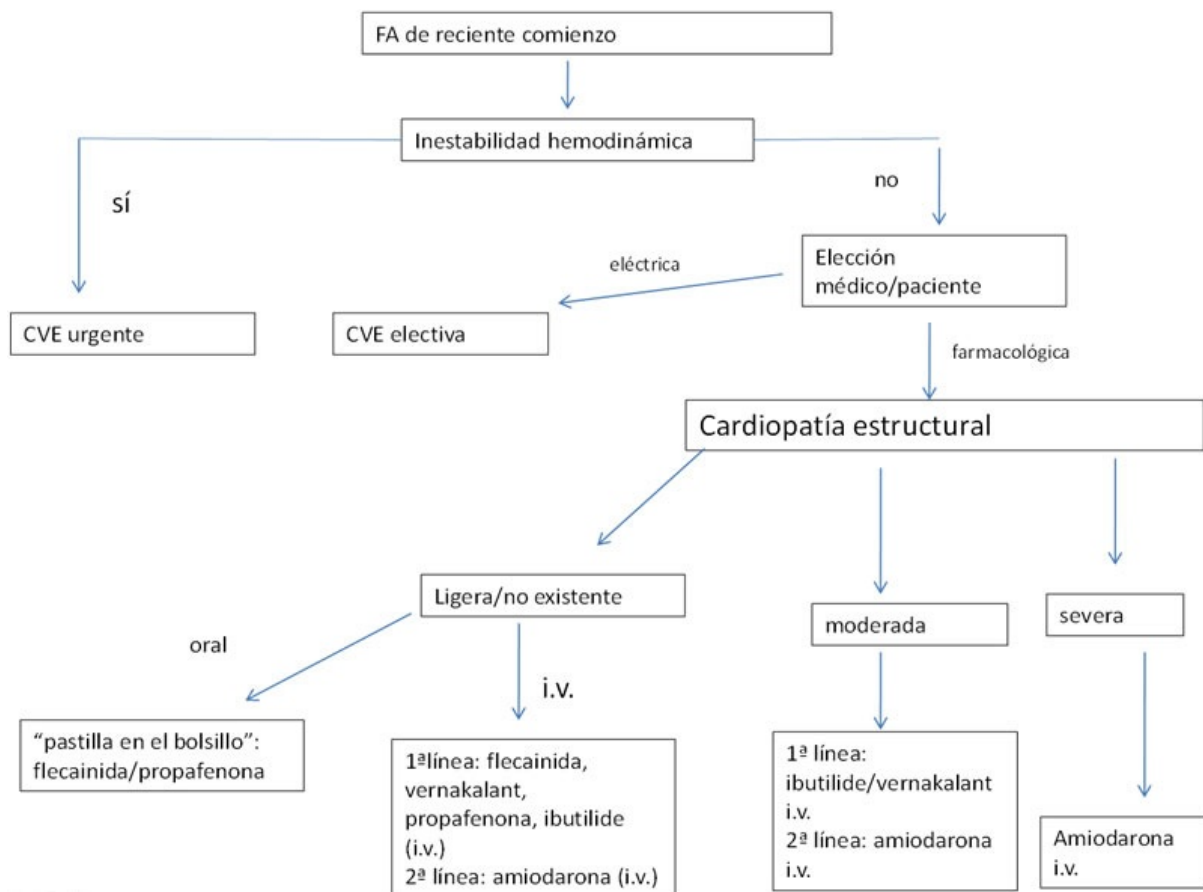 FA de reciente comienzo
Inestabilidad hemodinámica
sí
no
Elección
médico/paciente
eléctrica
CVE urgente
CVE electiva
farmacológica
Cardiopatía estructural
Ligera/no existente
moderada
severa
oral
i.v.
“pastilla en el bolsillo”:
flecainida/propafenona
1ªlínea: flecainida,
vernakalant,
propafenona, ibutilide
(i.v.)
2ª línea: amiodarona (i.v.)
1ª línea:
ibutilide/vernakalant
i.v.
2ª línea: amiodarona
i.v.
Amiodarona
i.v.